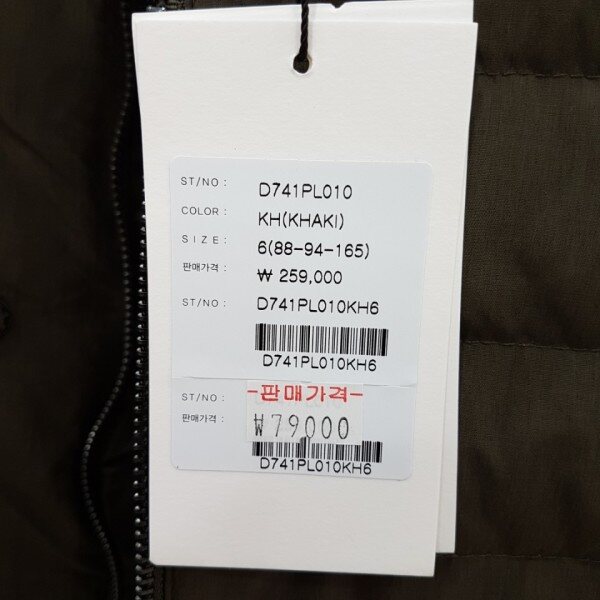 ST/NO : D741PL010
COLOR : KH(KHAKI)
SIZE : 6(88-94-165)
판매가격 : ₩ 259,000
ST/NO : D741PL010KH6
D741PL010KH6
ST/NO :
-판매가격-
판매가격 : ₩79000
D741PL010KH6